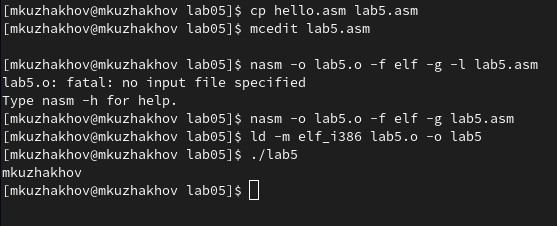 [mkuzhakhov@mkuzhakhov lab05]$ cp hello.asm lab5.asm
[mkuzhakhov@mkuzhakhov lab05]$ mcedit lab5.asm
[mkuzhakhov@mkuzhakhov lab05]$ nasm -o lab5.o -f elf -g -l lab5.asm
lab5.o: fatal: no input file specified
Type nasm -h for help.
[mkuzhakhov@mkuzhakhov lab05]$ nasm -o lab5.o -f elf -g lab5.asm
[mkuzhakhov@mkuzhakhov lab05]$ ld -m elf_i386 lab5.o -o lab5
[mkuzhakhov@mkuzhakhov lab05]$ ./lab5
mkuzhakhov
[mkuzhakhov@mkuzhakhov lab05]$